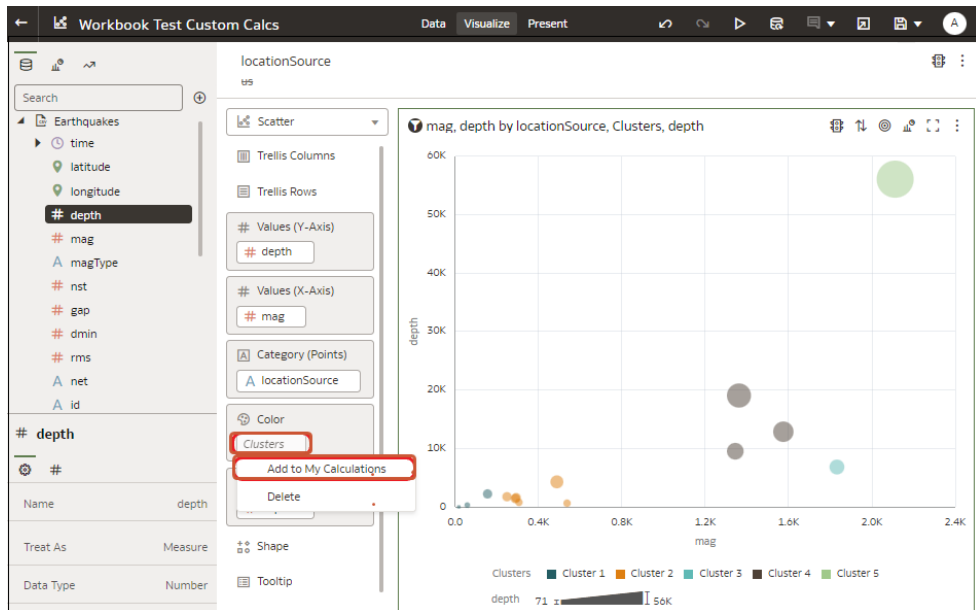 Workbook Test Custom Calcs
Data Visualize Present
A
Search
Earthquakes
time
latitude
longitude
# depth
# mag
A magType
# nst
# gap
# dmin
# rms
A net
A id
# depth
#
Name depth
Treat As Measure
Data Type Number
locationSource
us
Scatter
Trellis Columns
Trellis Rows
# Values (Y-Axis)
# depth
# Values (X-Axis)
# mag
A Category (Points)
A locationSource
Color
Clusters
Add to My Calculations
Delete
Shape
Tooltip
mag, depth by locationSource, Clusters, depth
60K
50K
40K
30K
20K
10K
0
depth
0.0 0.4K 0.8K 1.2K 1.6K 2.0K 2.4K
mag
Clusters Cluster 1 Cluster 2 Cluster 3 Cluster 4 Cluster 5
depth 71 56K